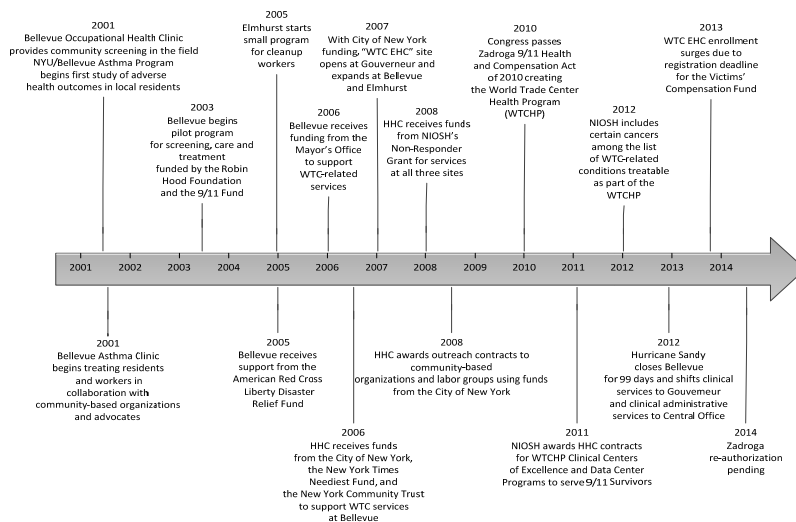 2001
Bellevue Occupational Health Clinic
provides community screening in the field
NYU/Bellevue Asthma Program
begins first study of adverse
health outcomes in local residents
2003
Bellevue begins
pilot program
for screening, care and
treatment
funded by the Robin
Hood Foundation
and the 9/11 Fund
2005
Elmhurst starts
small program
for cleanup
workers
2006
Bellevue receives
funding from the
Mayor's Office
to support
WTC-related
services
2007
With City of New York
funding, "WTC EHC" site
opens at Gouverneur and
expands at Bellevue
and Elmhurst
2008
HHC receives funds
from NIOSH's
Non-Responder
Grant for services
at all three sites
2010
Congress passes
Zadroga 9/11 Health
and Compensation Act
of 2010 creating
the World Trade Center
Health Program
(WTCHP)
2012
NIOSH includes
certain cancers
among the list
of WTC-related
conditions treatable
as part of the
WTCHP
2013
WTC EHC enrollment
surges due to
registration deadline
for the Victims'
Compensation Fund
2001 2002 2003 2004 2005 2006 2007 2008 2009 2010 2011 2012 2013 2014
2001
Bellevue Asthma Clinic
begins treating residents
and workers in
collaboration with
community-based organizations
and advocates
2005
Bellevue receives
support from the
American Red Cross
Liberty Disaster
Relief Fund
2006
HHC receives funds
from the City of New York,
the New York Times
Neediest Fund, and
the New York Community Trust
to support WTC services
at Bellevue
2008
HHC awards outreach contracts to
community-based
organizations and labor groups using funds
from the City of New York
2011
NIOSH awards HHC contracts
for WTCHP Clinical Centers
of Excellence and Data Center
Programs to serve 9/11 Survivors
2012
Hurricane Sandy
closes Bellevue
for 99 days and shifts clinical
services to Gouverneur
and clinical administrative
services to Central Office
2014
Zadroga
re-authorization
pending